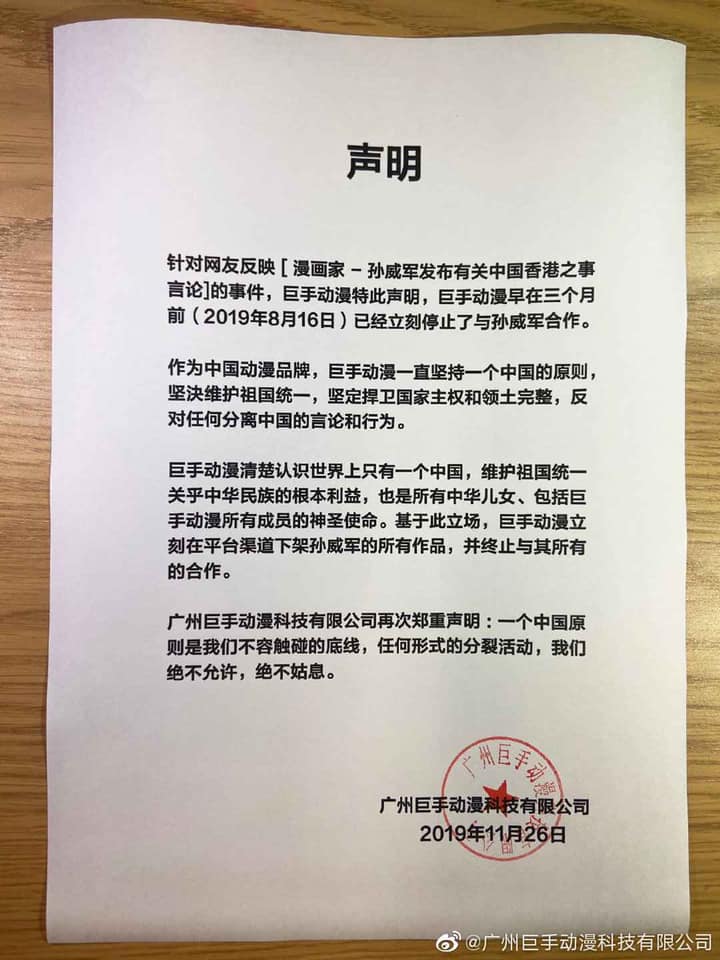 声明
针对网友反映[ 漫画家 - 孙威军发布有关中国香港之事
言论]的事件，巨手动漫特此声明，巨手动漫早在三个月
前（2019年8月16日）已经立刻停止了与孙威军合作。
作为中国动漫品牌，巨手动漫一直坚持一个中国的原则，
坚决维护祖国统一，坚定捍卫国家主权和领土完整，反
对任何分离中国的言论和行为。
巨手动漫清楚认识世界上只有一个中国，维护祖国统一
关乎中华民族的根本利益，也是所有中华儿女、包括巨
手动漫所有成员的神圣使命。基于此立场，巨手动漫立
刻在平台渠道下架孙威军的所有作品，并终止与其所有
的合作。
广州巨手动漫科技有限公司再次郑重声明：一个中国原
则是我们不容触碰的底线，任何形式的分裂活动，我们
绝不允许，绝不姑息。
广州巨手动漫
广州巨手动漫科技有限公司
2019年11月26日
@广州巨手动漫科技有限公司